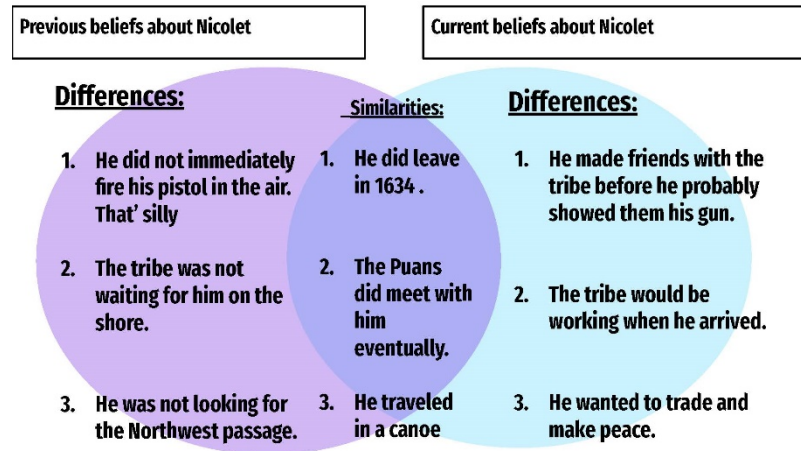 Previous beliefs about Nicolet
Current beliefs about Nicolet
Differences:
1. He did not immediately
fire his pistol in the air.
That' silly
2. The tribe was not
waiting for him on the
shore.
3. He was not looking for
the Northwest passage.
Similarities:
1. He did leave
in 1634 .
2. The Puans
did meet with
him
eventually.
3. He traveled
in a canoe
Differences:
1. He made friends with the
tribe before he probably
showed them his gun.
2. The tribe would be
working when he arrived.
3. He wanted to trade and
make peace.